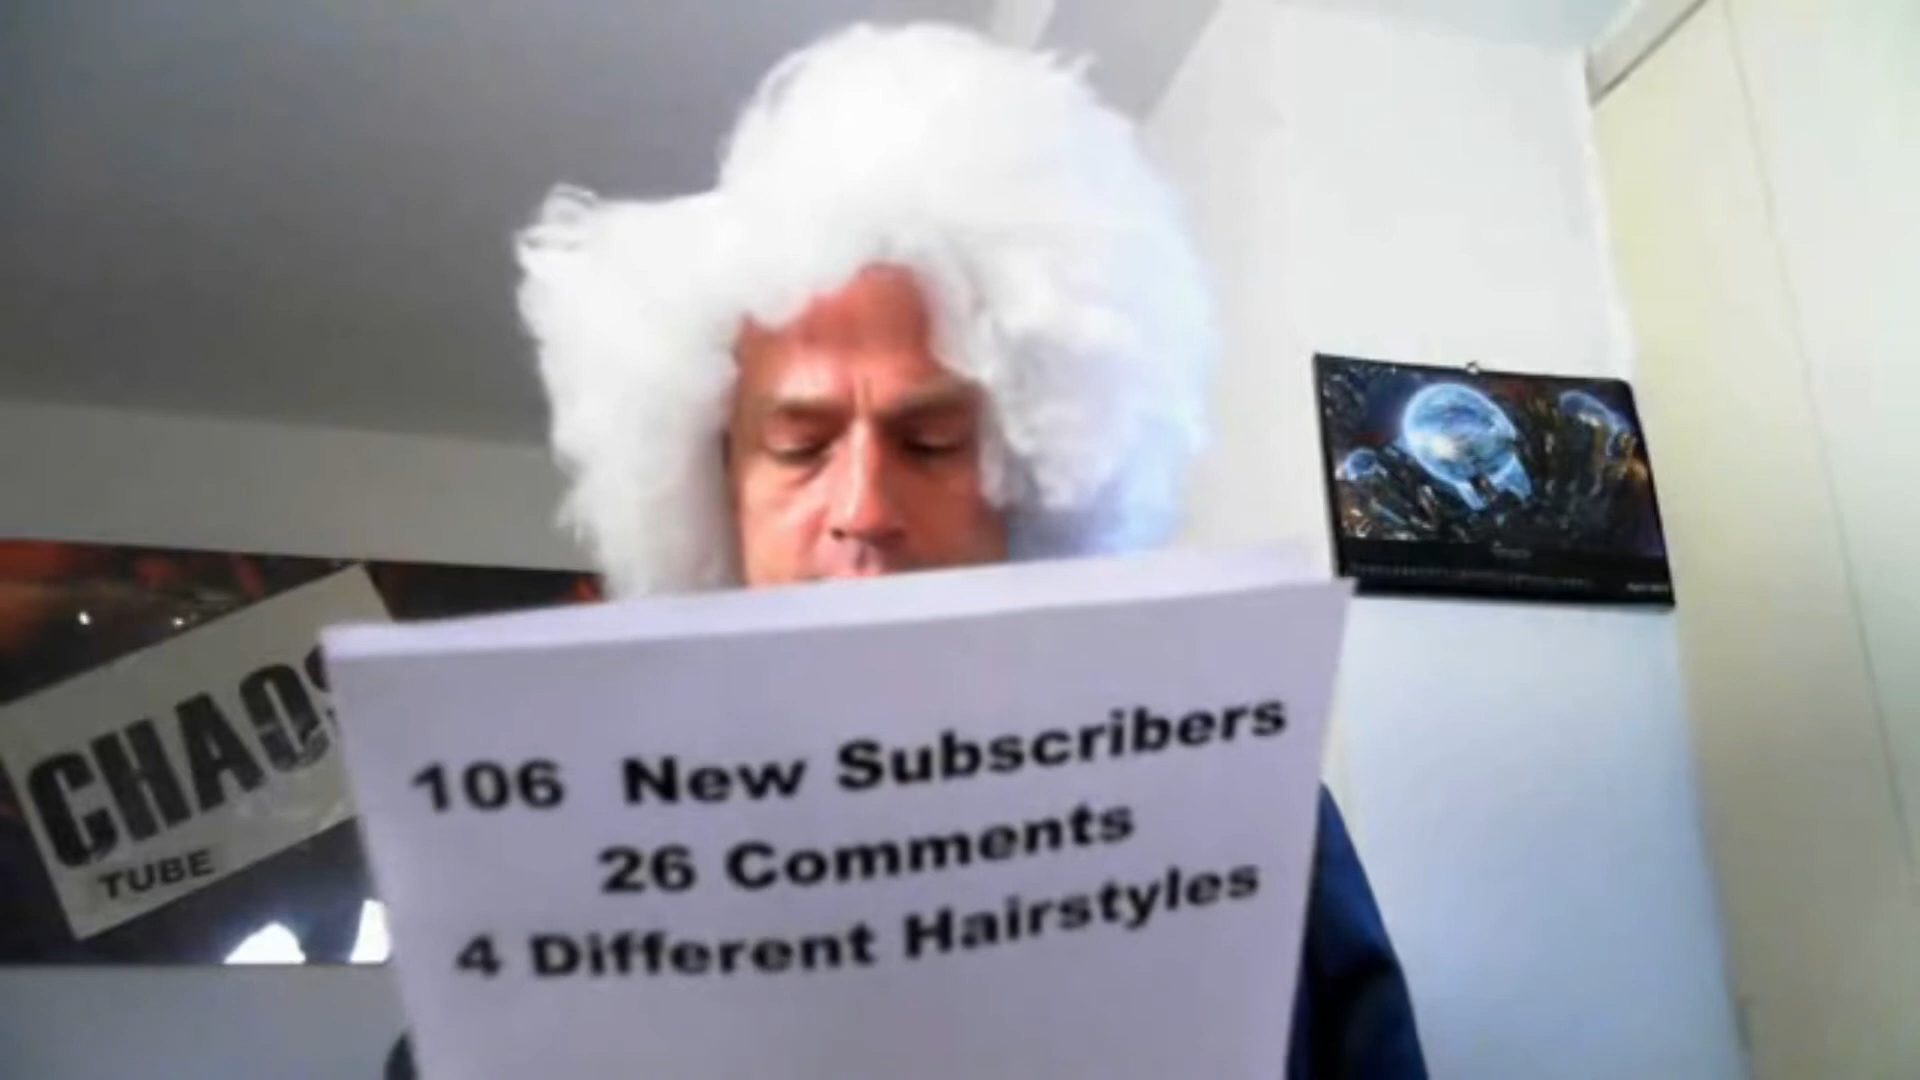 CHAOS
TUBE
106 New Subscribers
26 Comments
4 Different Hairstyles